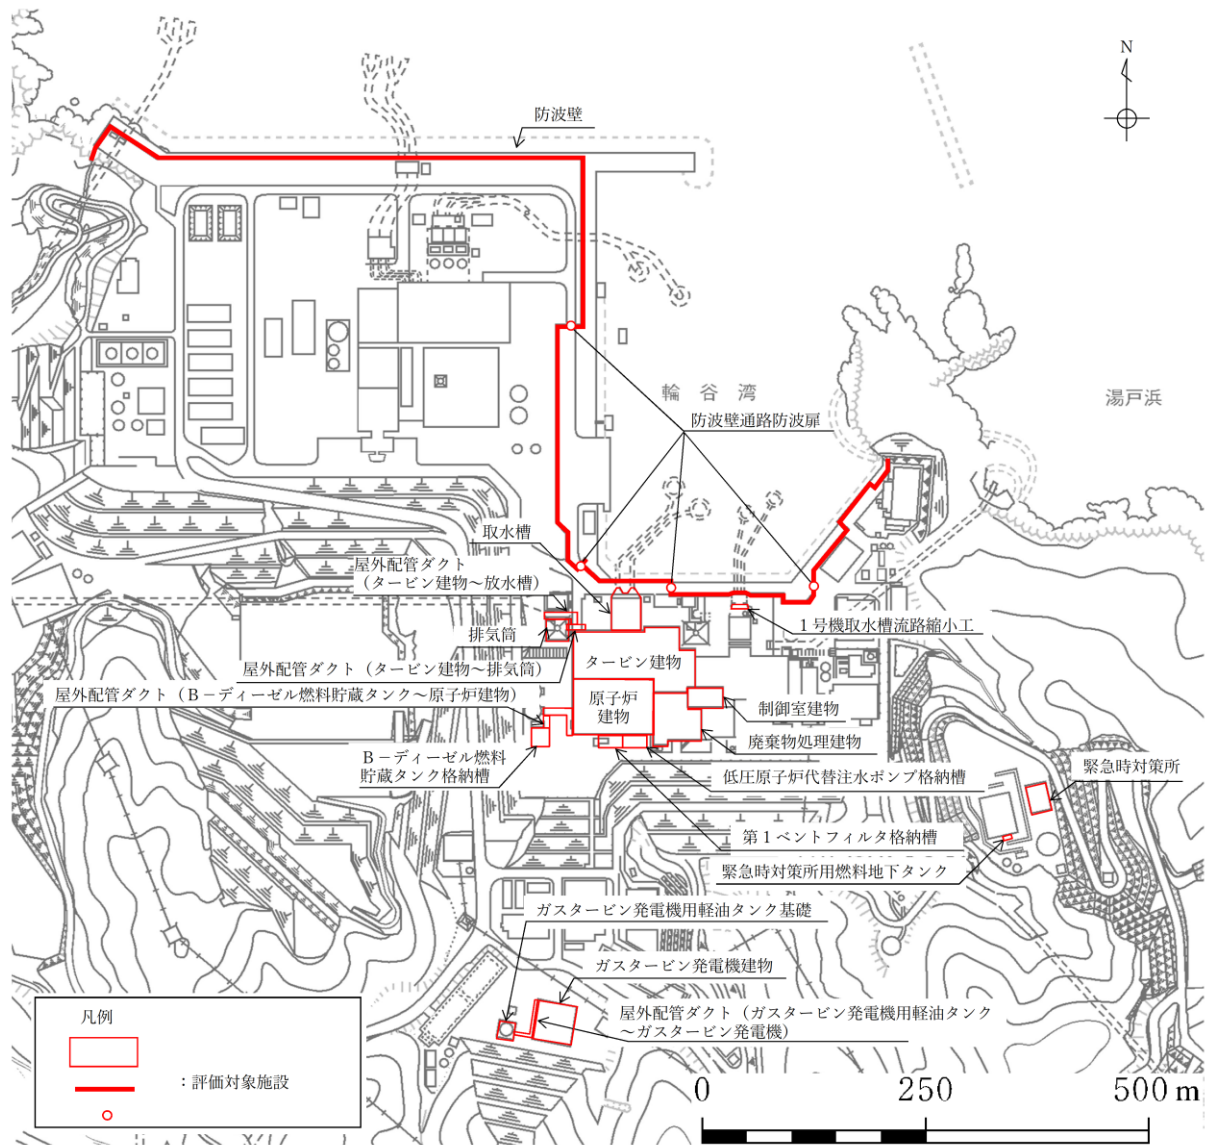 N
防波壁
輪谷湾
湯戸浜
防波壁通路防波扉
取水槽
屋外配管ダクト
（タービン建物～放水槽）
排気筒
1号機取水槽流路縮小工
屋外配管ダクト（タービン建物～排気筒）
タービン建物
屋外配管ダクト（B－ディーゼル燃料貯蔵タンク～原子炉建物）
原子炉
建物
制御室建物
廃棄物処理建物
B－ディーゼル燃料
貯蔵タンク格納槽
低圧原子炉代替注水ポンプ格納槽
緊急時対策所
第1ベントフィルタ格納槽
緊急時対策所用燃料地下タンク
ガスタービン発電機用軽油タンク基礎
ガスタービン発電機建物
屋外配管ダクト（ガスタービン発電機用軽油タンク
～ガスタービン発電機）
凡例
：評価対象施設
0 250 500 m